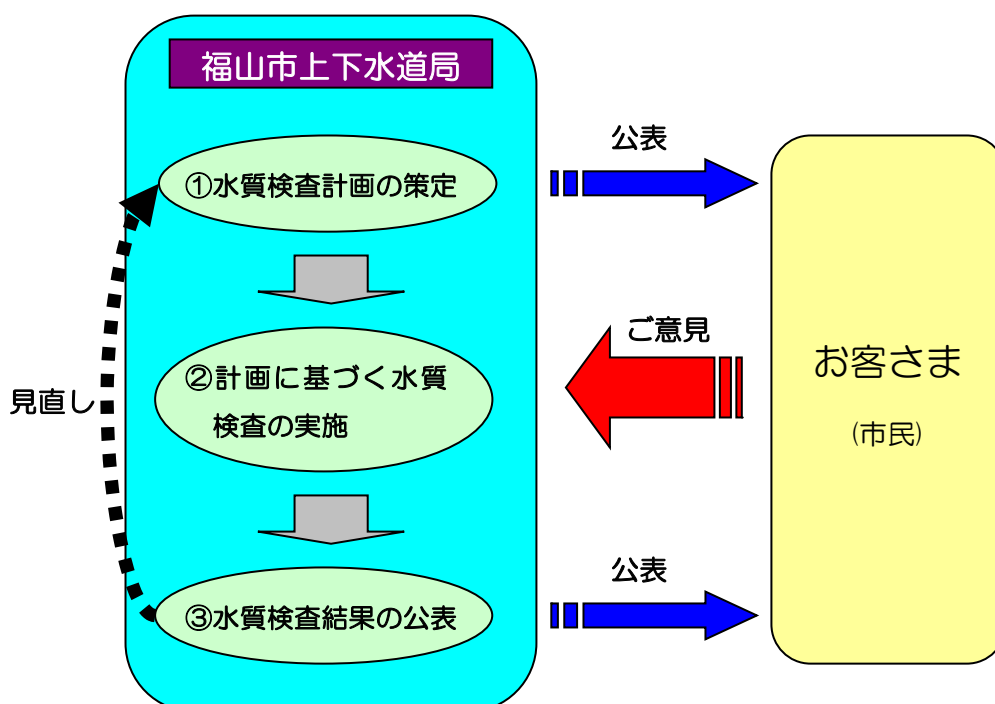 福山市上下水道局
公表
①水質検査計画の策定
ご意見
お客さま
②計画に基づく水質
検査の実施
見直し
(市民)
公表
③水質検査結果の公表